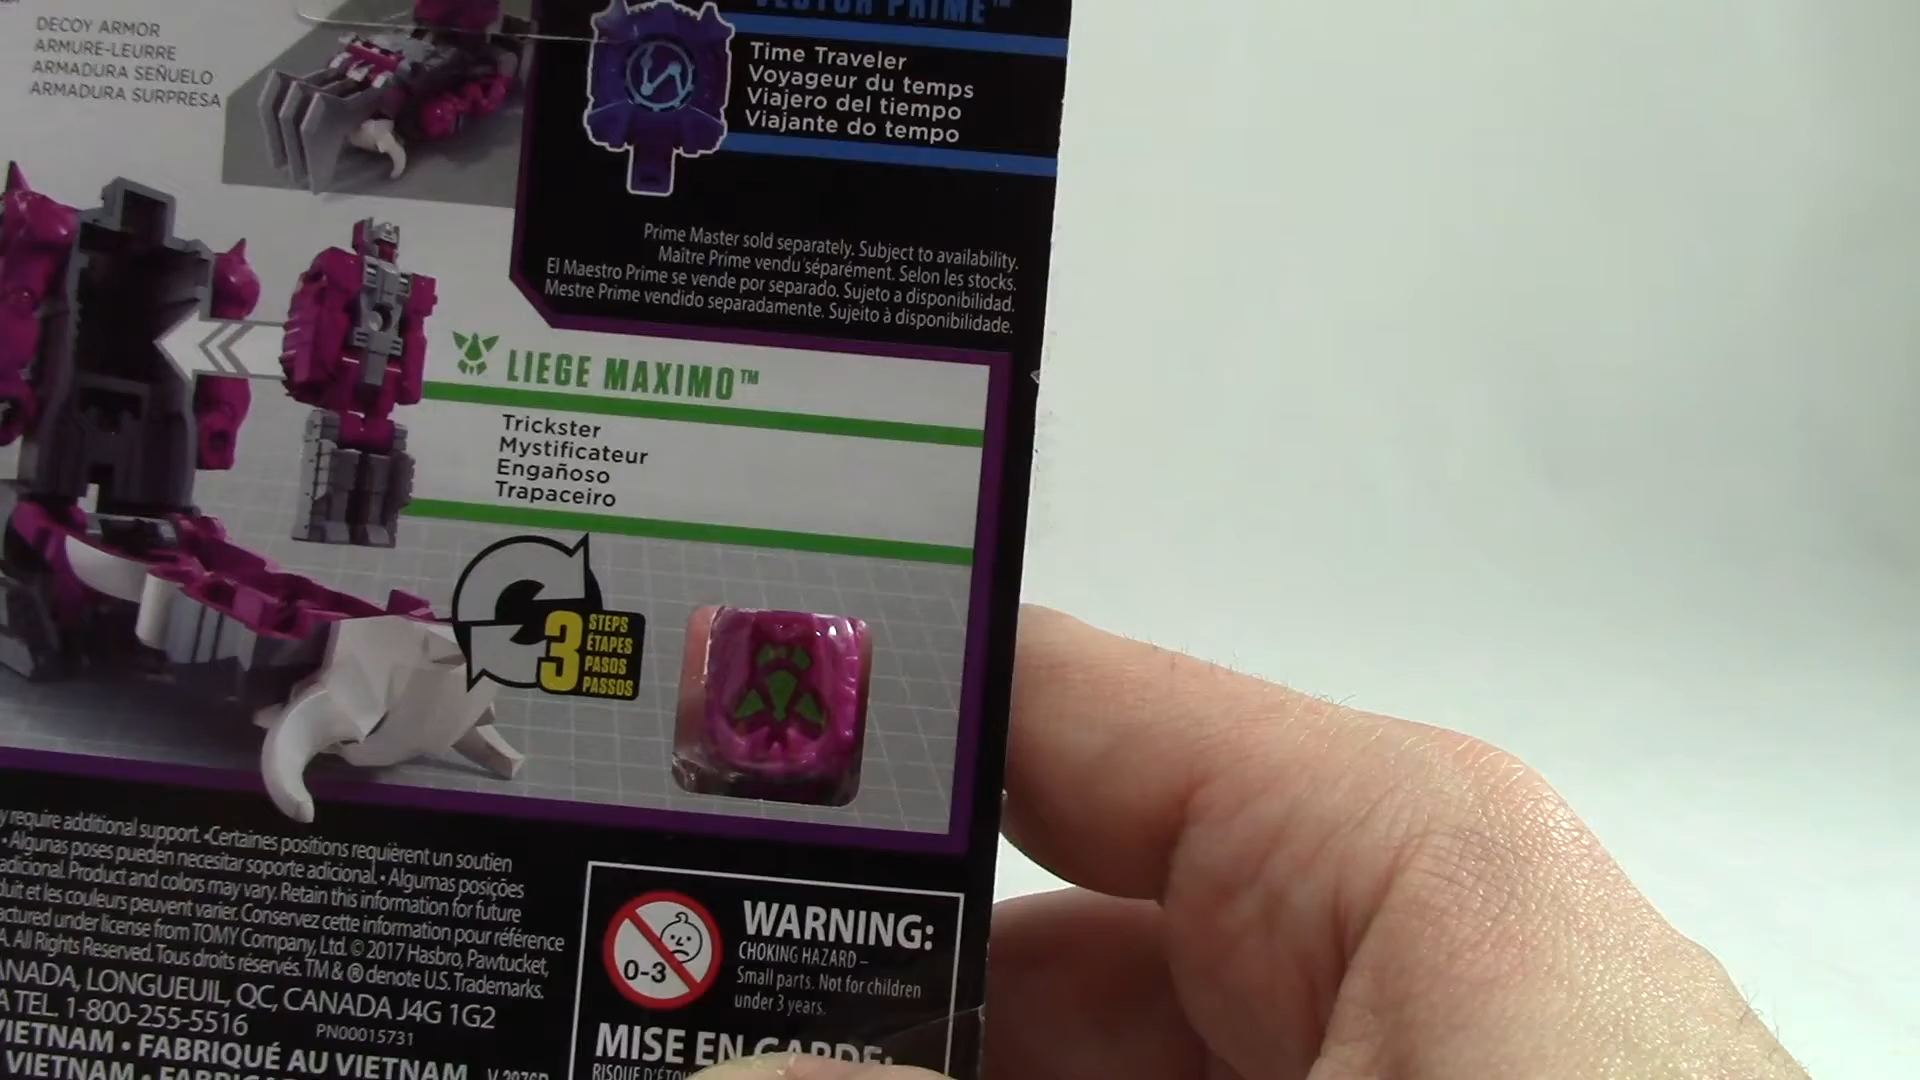 DECOY ARMOR
ARMURE-LEURRE
ARMADURA SEÑUELO
ARMADURA SURPRESA
VECTOR PRIME™
Time Traveler
Voyageur du temps
Viajero del tiempo
Viajante do tempo
Prime Master sold separately. Subject to availability.
Maître Prime vendu séparément. Selon les stocks.
El Maestro Prime se vende por separado. Sujeto a disponibilidad.
Mestre Prime vendido separadamente. Sujeito à disponibilidade.
LIEGE MAXIMO™
Trickster
Mystificateur
Engañoso
Trapaceiro
3 STEPS
ÉTAPES
PASOS
PASSOS
y require additional support. •Certaines positions requièrent un soutien
• Algunas poses pueden necesitar soporte adicional. • Algumas posições
adicional. Product and colors may vary. Retain this information for future
duit et les couleurs peuvent varier. Conservez cette information pour référence
actured under license from TOMY Company, Ltd. © 2017 Hasbro, Pawtucket,
A. All Rights Reserved. Tous droits réservés. TM & ® denote U.S. Trademarks.
ANADA, LONGUEUIL, QC, CANADA J4G 1G2
A TEL. 1-800-255-5516
PN00015731
VIETNAM • FABRIQUÉ AU VIETNAM
VIETNAM •
0-3
WARNING:
CHOKING HAZARD –
Small parts. Not for children
under 3 years.
MISE EN GARDE: